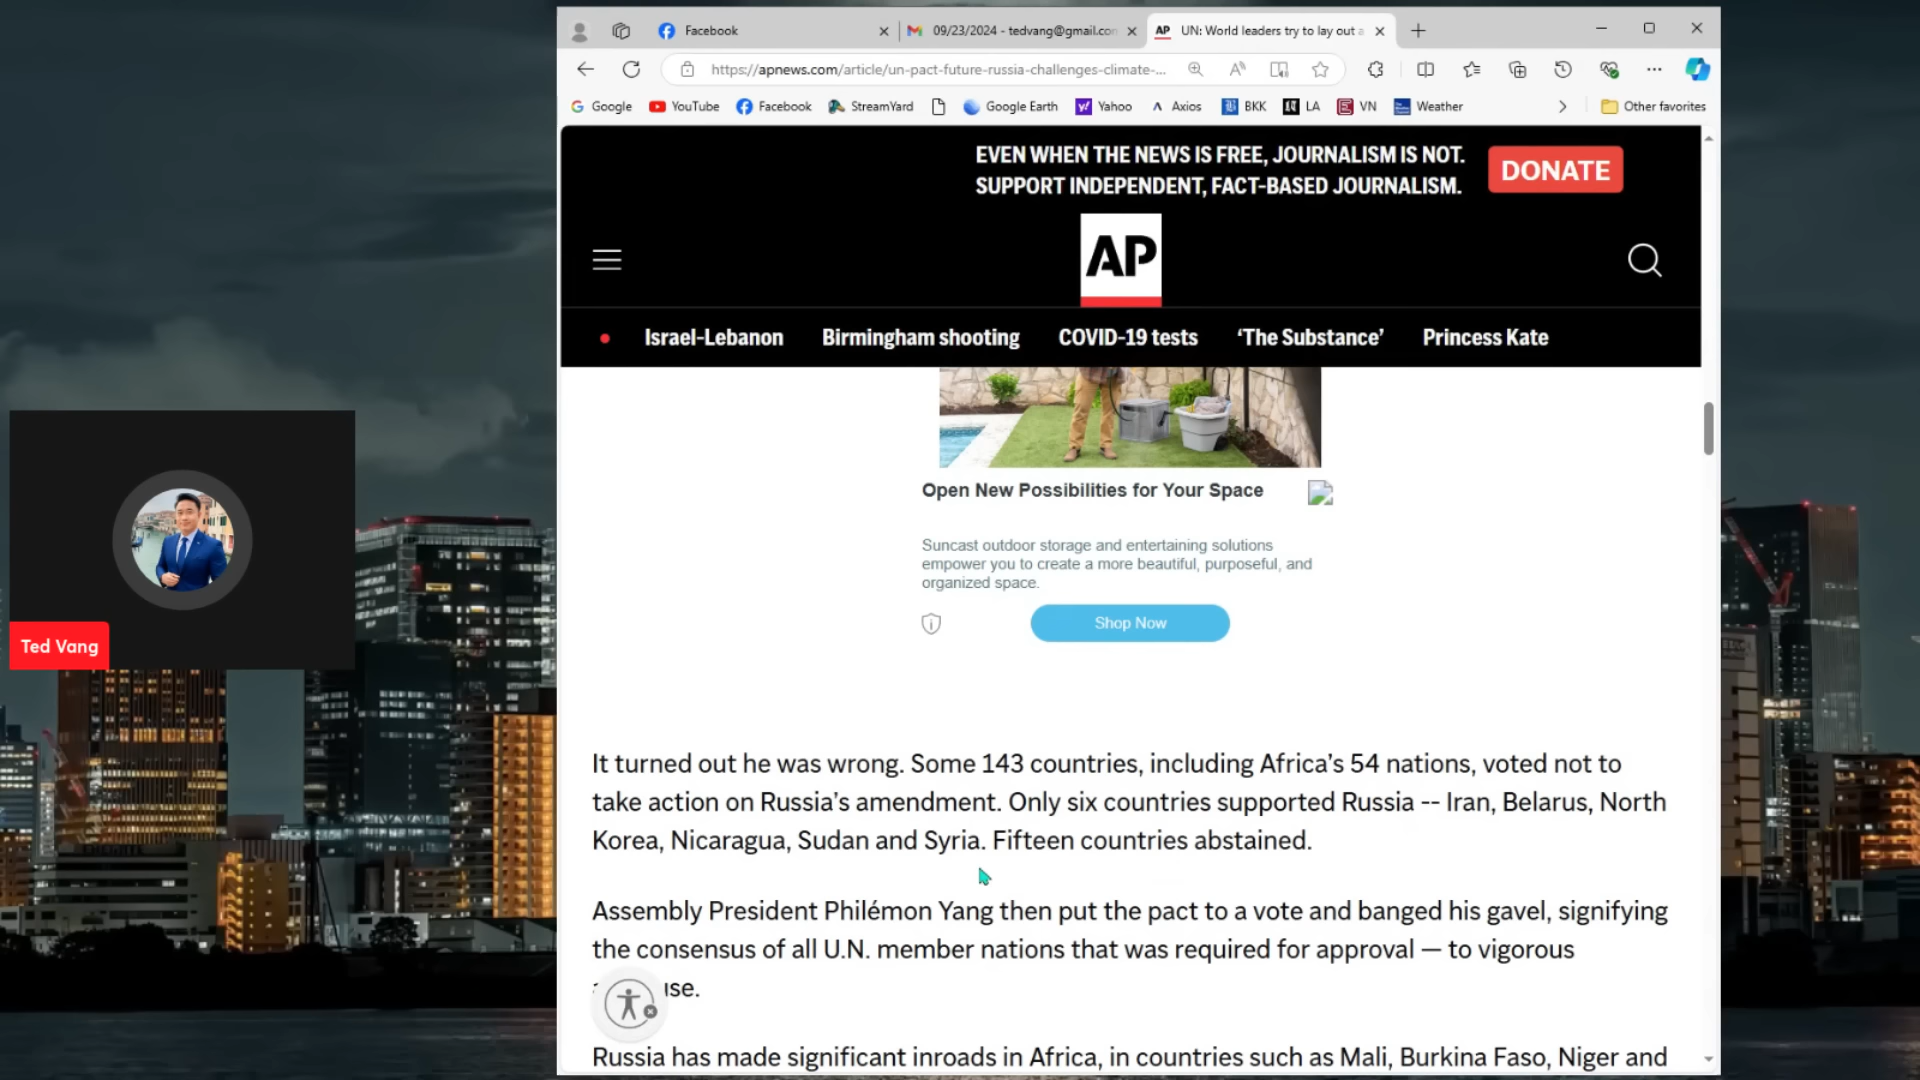 Facebook
09/23/2024 - tedvang@gmail.co
UN: World leaders try to lay out a
https://apnews.com/article/un-pact-future-russia-challenges-climate-...
Google
YouTube
Facebook
StreamYard
Google Earth
Yahoo
Axios
BKK
LA
VN
Weather
Other favorites
EVEN WHEN THE NEWS IS FREE, JOURNALISM IS NOT.
SUPPORT INDEPENDENT, FACT-BASED JOURNALISM.
DONATE
AP
Israel-Lebanon
Birmingham shooting
COVID-19 tests
‘The Substance’
Princess Kate
Open New Possibilities for Your Space
Suncast outdoor storage and entertaining solutions
empower you to create a more beautiful, purposeful, and
organized space.
Shop Now
Ted Vang
It turned out he was wrong. Some 143 countries, including Africa’s 54 nations, voted not to
take action on Russia’s amendment. Only six countries supported Russia -- Iran, Belarus, North
Korea, Nicaragua, Sudan and Syria. Fifteen countries abstained.
Assembly President Philémon Yang then put the pact to a vote and banged his gavel, signifying
the consensus of all U.N. member nations that was required for approval — to vigorous
Russia has made significant inroads in Africa, in countries such as Mali, Burkina Faso, Niger and